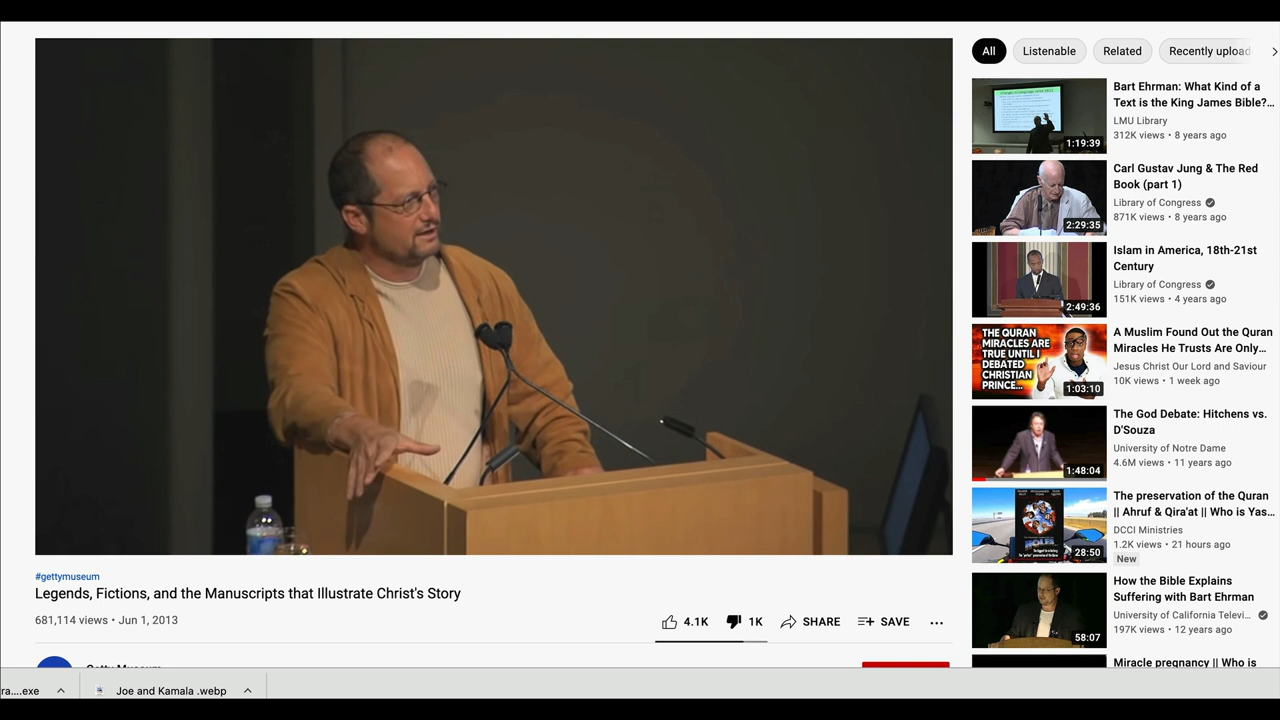 All
Listenable
Related
Recently upload
Bart Ehrman: What Kind of a
Text is the King James Bible?...
LMU Library
312K views • 8 years ago
1:19:39
Carl Gustav Jung & The Red
Book (part 1)
Library of Congress
871K views • 8 years ago
2:29:35
Islam in America, 18th-21st
Century
Library of Congress
151K views • 4 years ago
2:49:36
THE QURAN
MIRACLES ARE
TRUE UNTIL I
DEBATED
CHRISTIAN
PRINCE...
1:03:10
A Muslim Found Out the Quran
Miracles He Trusts Are Only...
Jesus Christ Our Lord and Saviour
10K views • 1 week ago
The God Debate: Hitchens vs.
D'Souza
University of Notre Dame
4.6M views • 11 years ago
1:48:04
The preservation of the Quran
|| Ahruf & Qira'at || Who is Yas...
DCCI Ministries
1.2K views • 21 hours ago
New
HOLES
28:50
How the Bible Explains
Suffering with Bart Ehrman
University of California Televi...
197K views • 12 years ago
58:07
Miracle pregnancy || Who is
#gettymuseum
Legends, Fictions, and the Manuscripts that Illustrate Christ's Story
681,114 views • Jun 1, 2013
4.1K
1K
SHARE
SAVE
Getty Museum
ra....exe
Joe and Kamala .webp